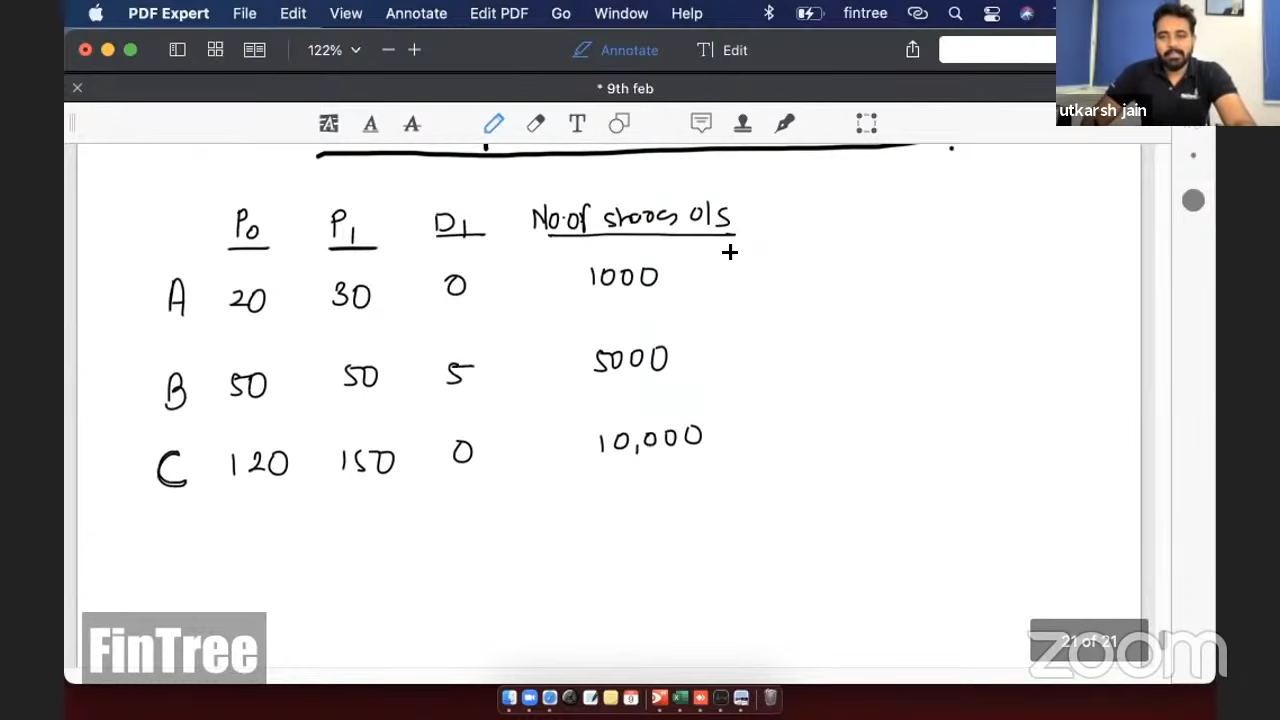 PDF Expert File Edit View Annotate Edit PDF Go Window Help fintree
122% Annotate T Edit
utkarsh jain
* 9th feb
P0 P1 D1 No. of shares o/s
A 20 30 0 1000
B 50 50 5 5000
C 120 150 0 10,000
21 of 21
FinTree
zoom